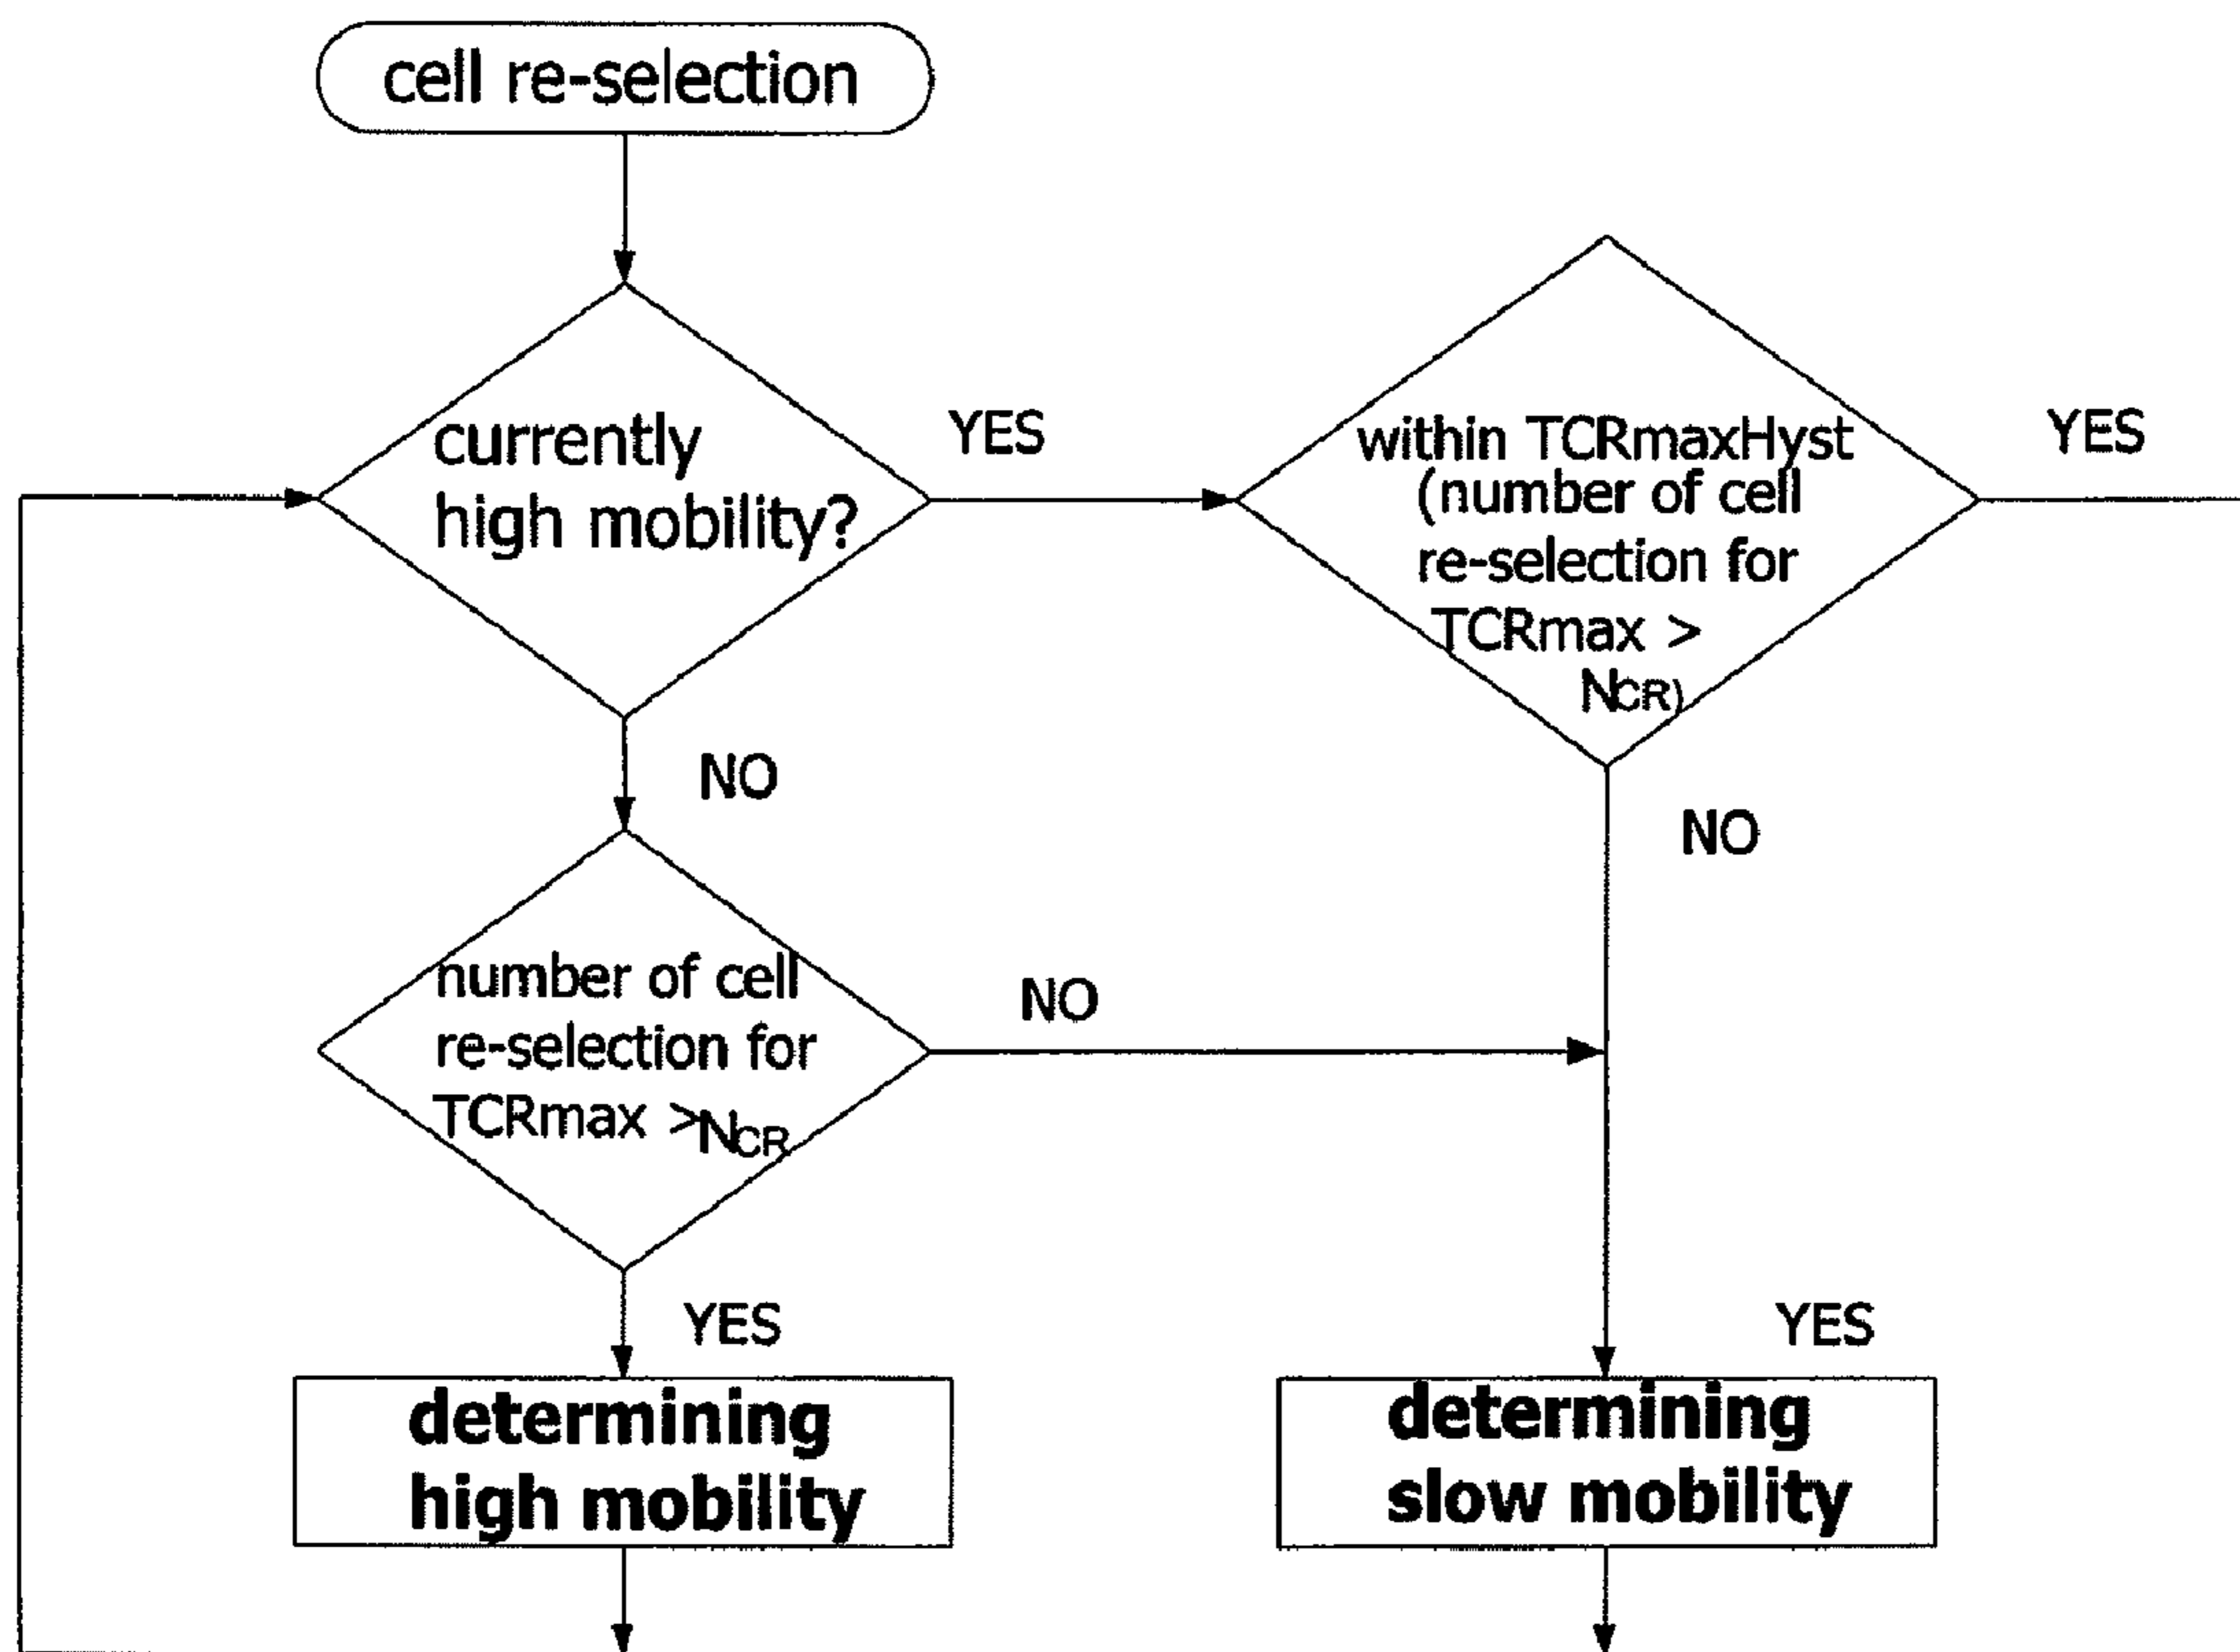 cell re-selection
currently
high mobility?
YES
within TCRmaxHyst
(number of cell
re-selection for
TCRmax >
NCR)
YES
NO
NO
number of cell
re-selection for
TCRmax >NCR
NO
YES
YES
determining
high mobility
determining
slow mobility